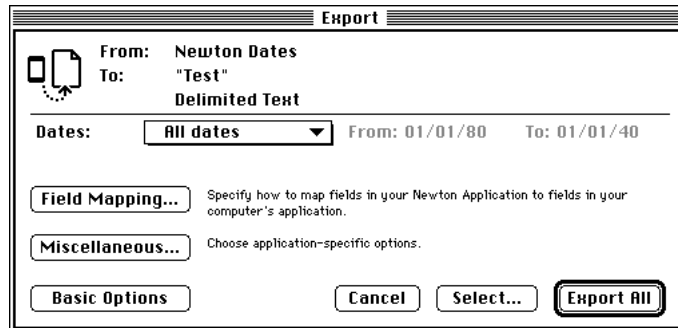 Export
From: Newton Dates
To: "Test"
Delimited Text
Dates: All dates From: 01/01/80 To: 01/01/40
Field Mapping... Specify how to map fields in your Newton Application to fields in your
computer's application.
Miscellaneous... Choose application-specific options.
Basic Options Cancel Select... Export All